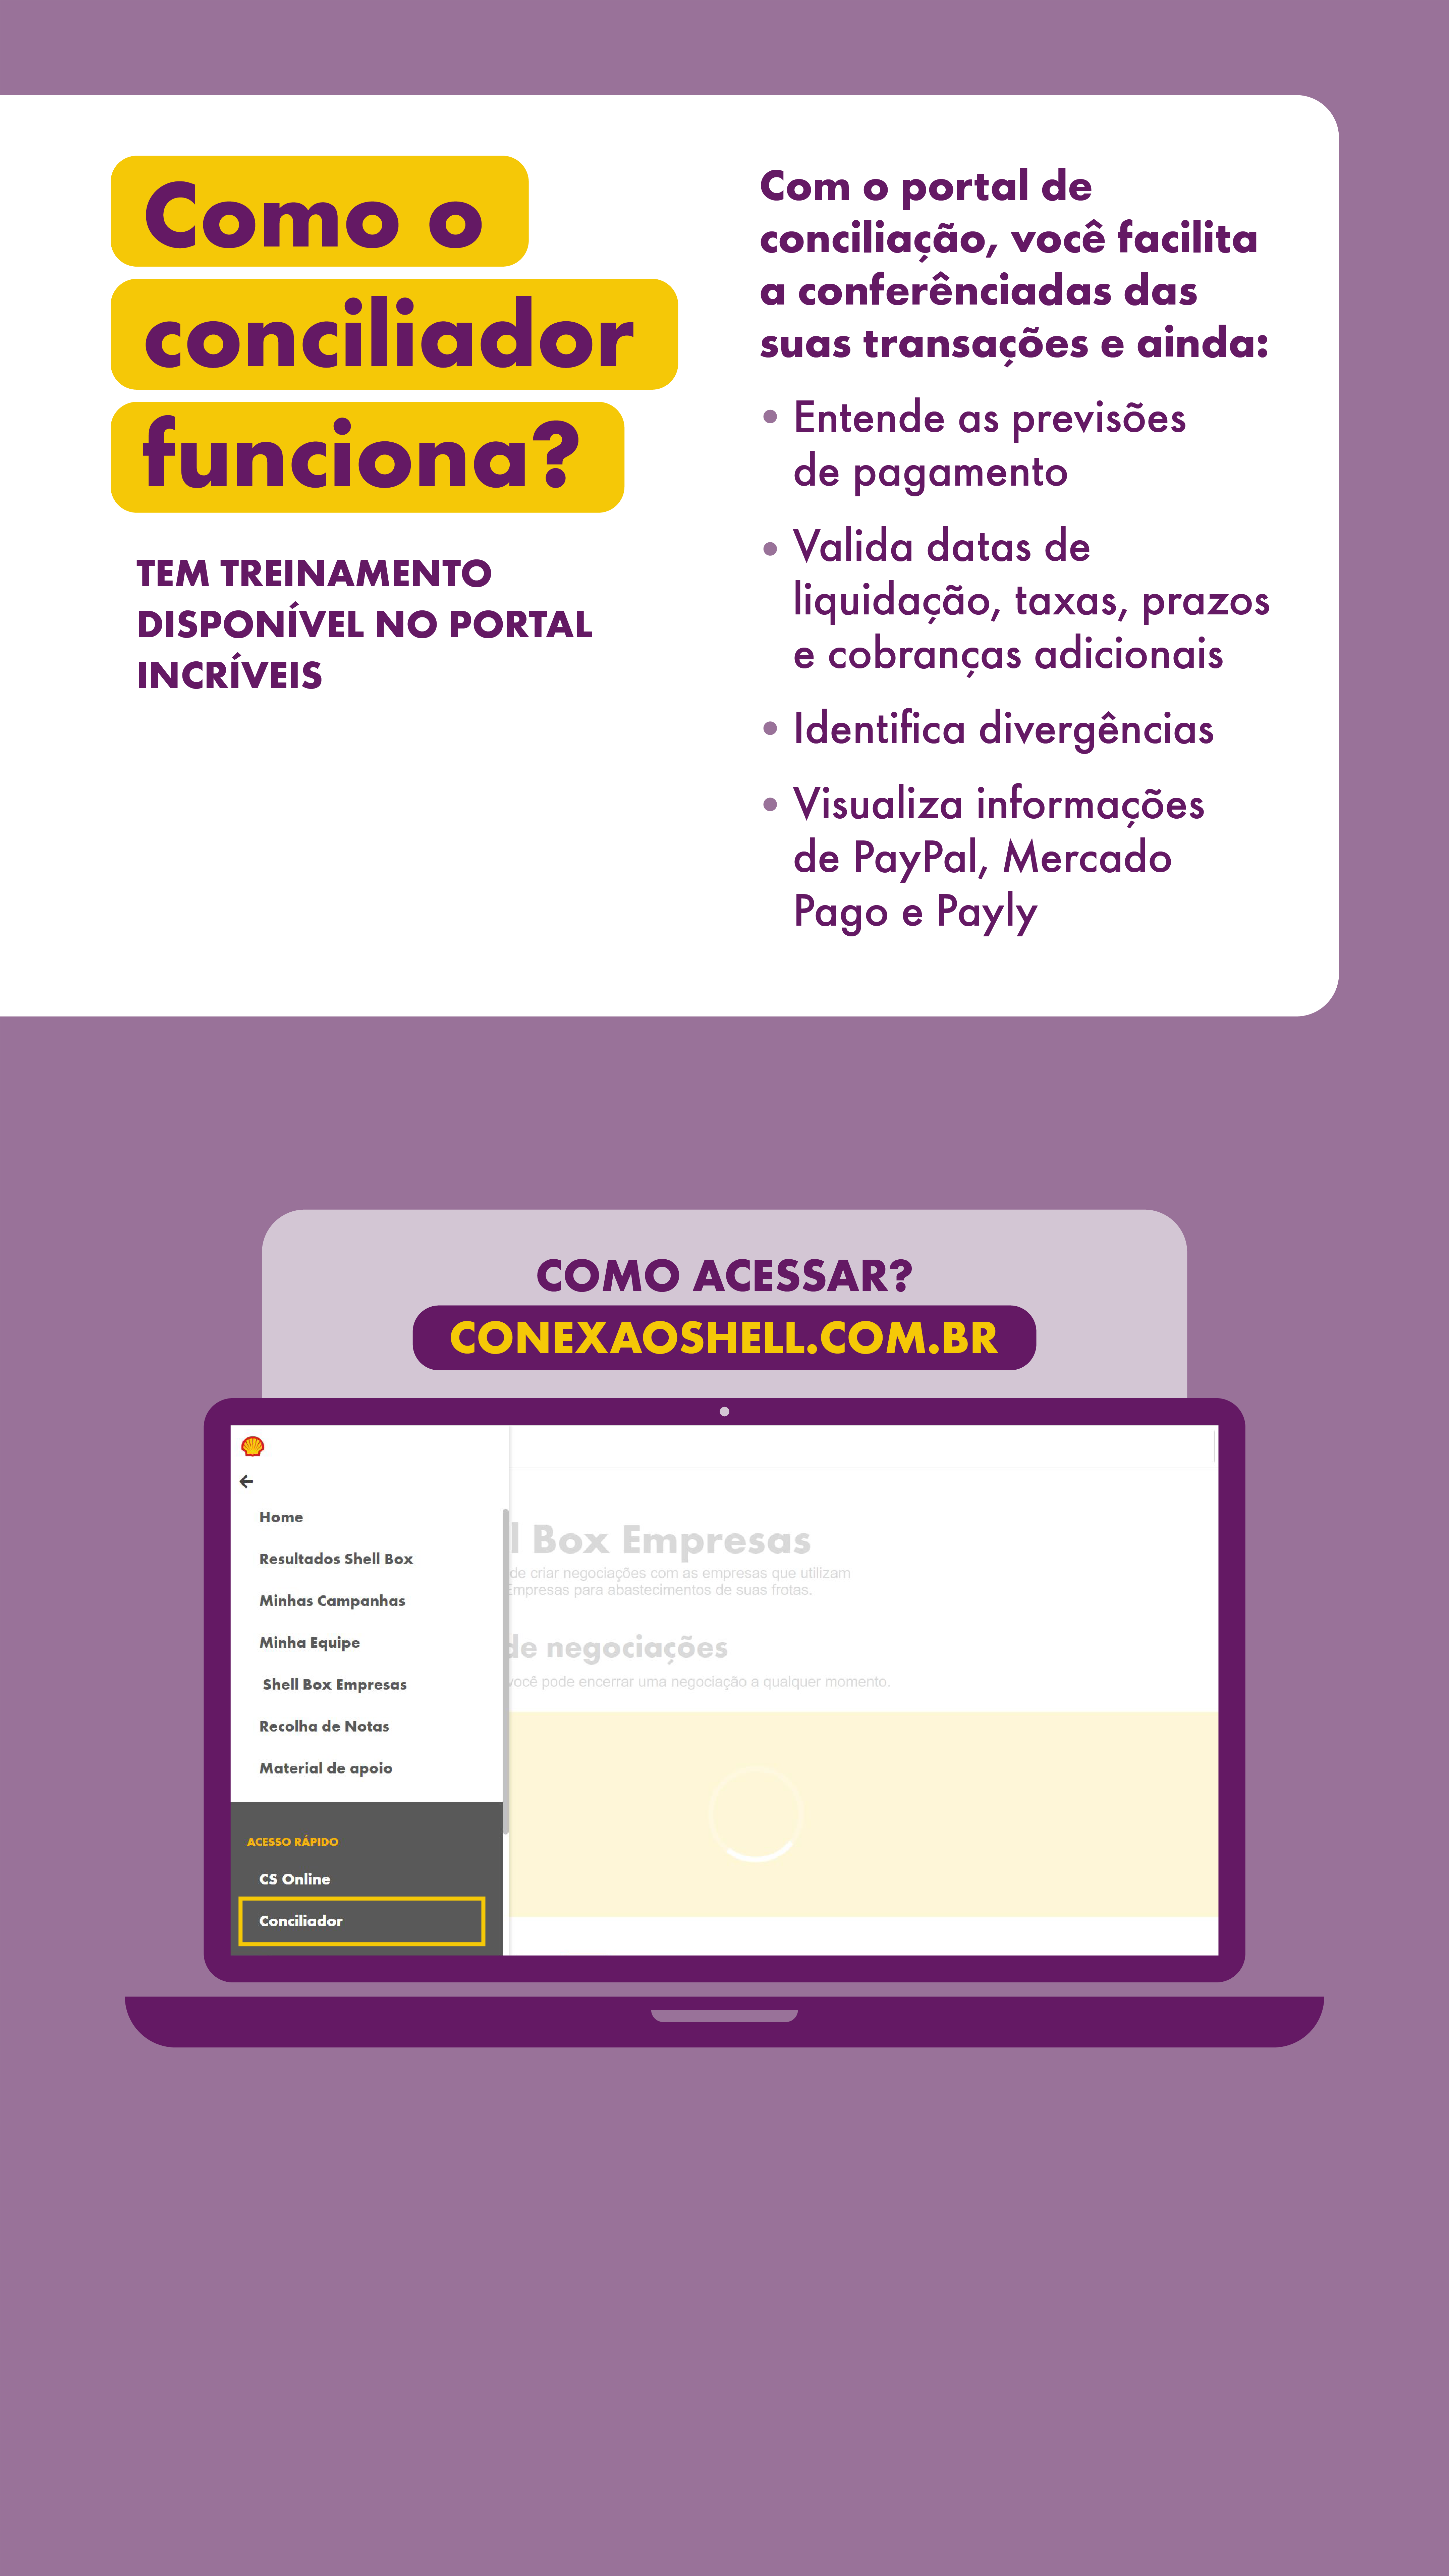 Como o
conciliador
funciona?
TEM TREINAMENTO
DISPONÍVEL NO PORTAL
INCRÍVEIS
Com o portal de
conciliação, você facilita
a conferênciadas das
suas transações e ainda:
• Entende as previsões
de pagamento
• Valida datas de
liquidação, taxas, prazos
e cobranças adicionais
• Identifica divergências
• Visualiza informações
de PayPal, Mercado
Pago e Payly
COMO ACESSAR?
CONEXAOSHELL.COM.BR
Home
Resultados Shell Box
Minhas Campanhas
Minha Equipe
Shell Box Empresas
Recolha de Notas
Material de apoio
ACESSO RÁPIDO
CS Online
Conciliador
l Box Empresas
de criar negociações com as empresas que utilizam
Empresas para abastecimentos de suas frotas.
de negociações
você pode encerrar uma negociação a qualquer momento.